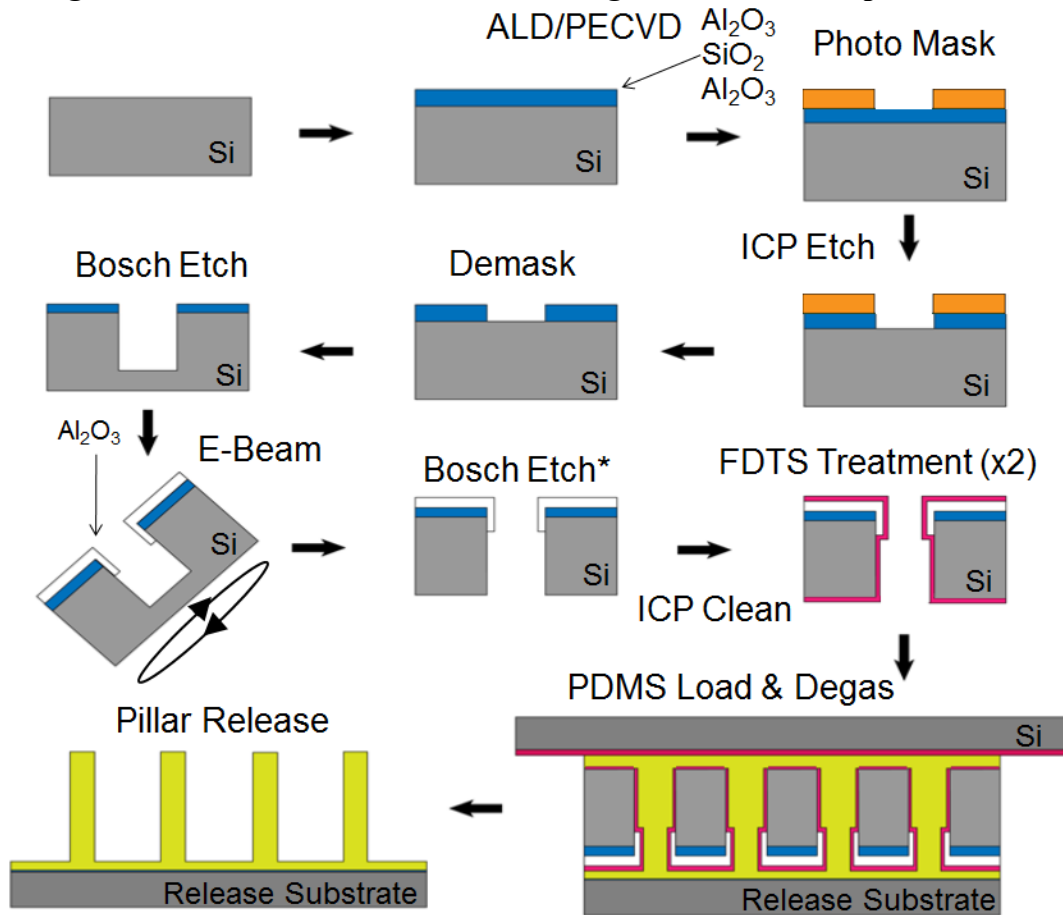 ALD/PECVD
Al₂O₃
SiO₂
Al₂O₃
Photo Mask
Si
Si
Si
ICP Etch
Bosch Etch
Demask
Si
Si
Si
Al₂O₃
E-Beam
Si
Bosch Etch*
Si
ICP Clean
FDTS Treatment (x2)
Si
PDMS Load & Degas
Si
Release Substrate
Pillar Release
Release Substrate